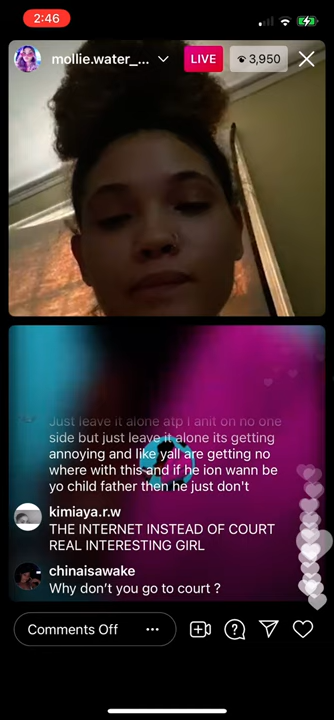 2:46
mollie.water_...
LIVE
3,950
Just leave it alone atp I anit on no one
side but just leave it alone its getting
annoying and like yall are getting no
where with this and if he ion wann be
yo child father then he just don't
kimiaya.r.w
THE INTERNET INSTEAD OF COURT
REAL INTERESTING GIRL
chinaisawake
Why don't you go to court ?
Comments Off